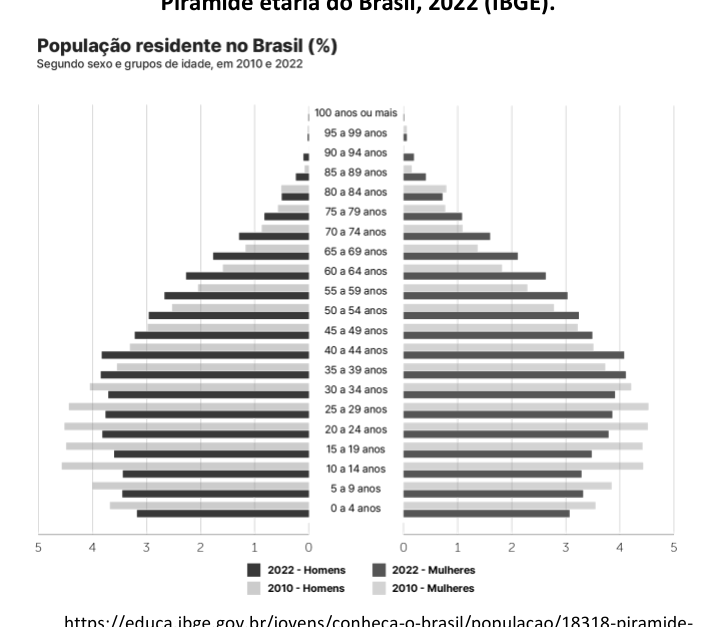 Pirâmide etária do Brasil, 2022 (IBGE).
População residente no Brasil (%)
Segundo sexo e grupos de idade, em 2010 e 2022
100 anos ou mais
95 a 99 anos
90 a 94 anos
85 a 89 anos
80 a 84 anos
75 a 79 anos
70 a 74 anos
65 a 69 anos
60 a 64 anos
55 a 59 anos
50 a 54 anos
45 a 49 anos
40 a 44 anos
35 a 39 anos
30 a 34 anos
25 a 29 anos
20 a 24 anos
15 a 19 anos
10 a 14 anos
5 a 9 anos
0 a 4 anos
5 4 3 2 1 0 0 1 2 3 4 5
2022 - Homens 2022 - Mulheres
2010 - Homens 2010 - Mulheres
https://educa.ibge.gov.br/jovens/conheca-o-brasil/populacao/18318-piramide-